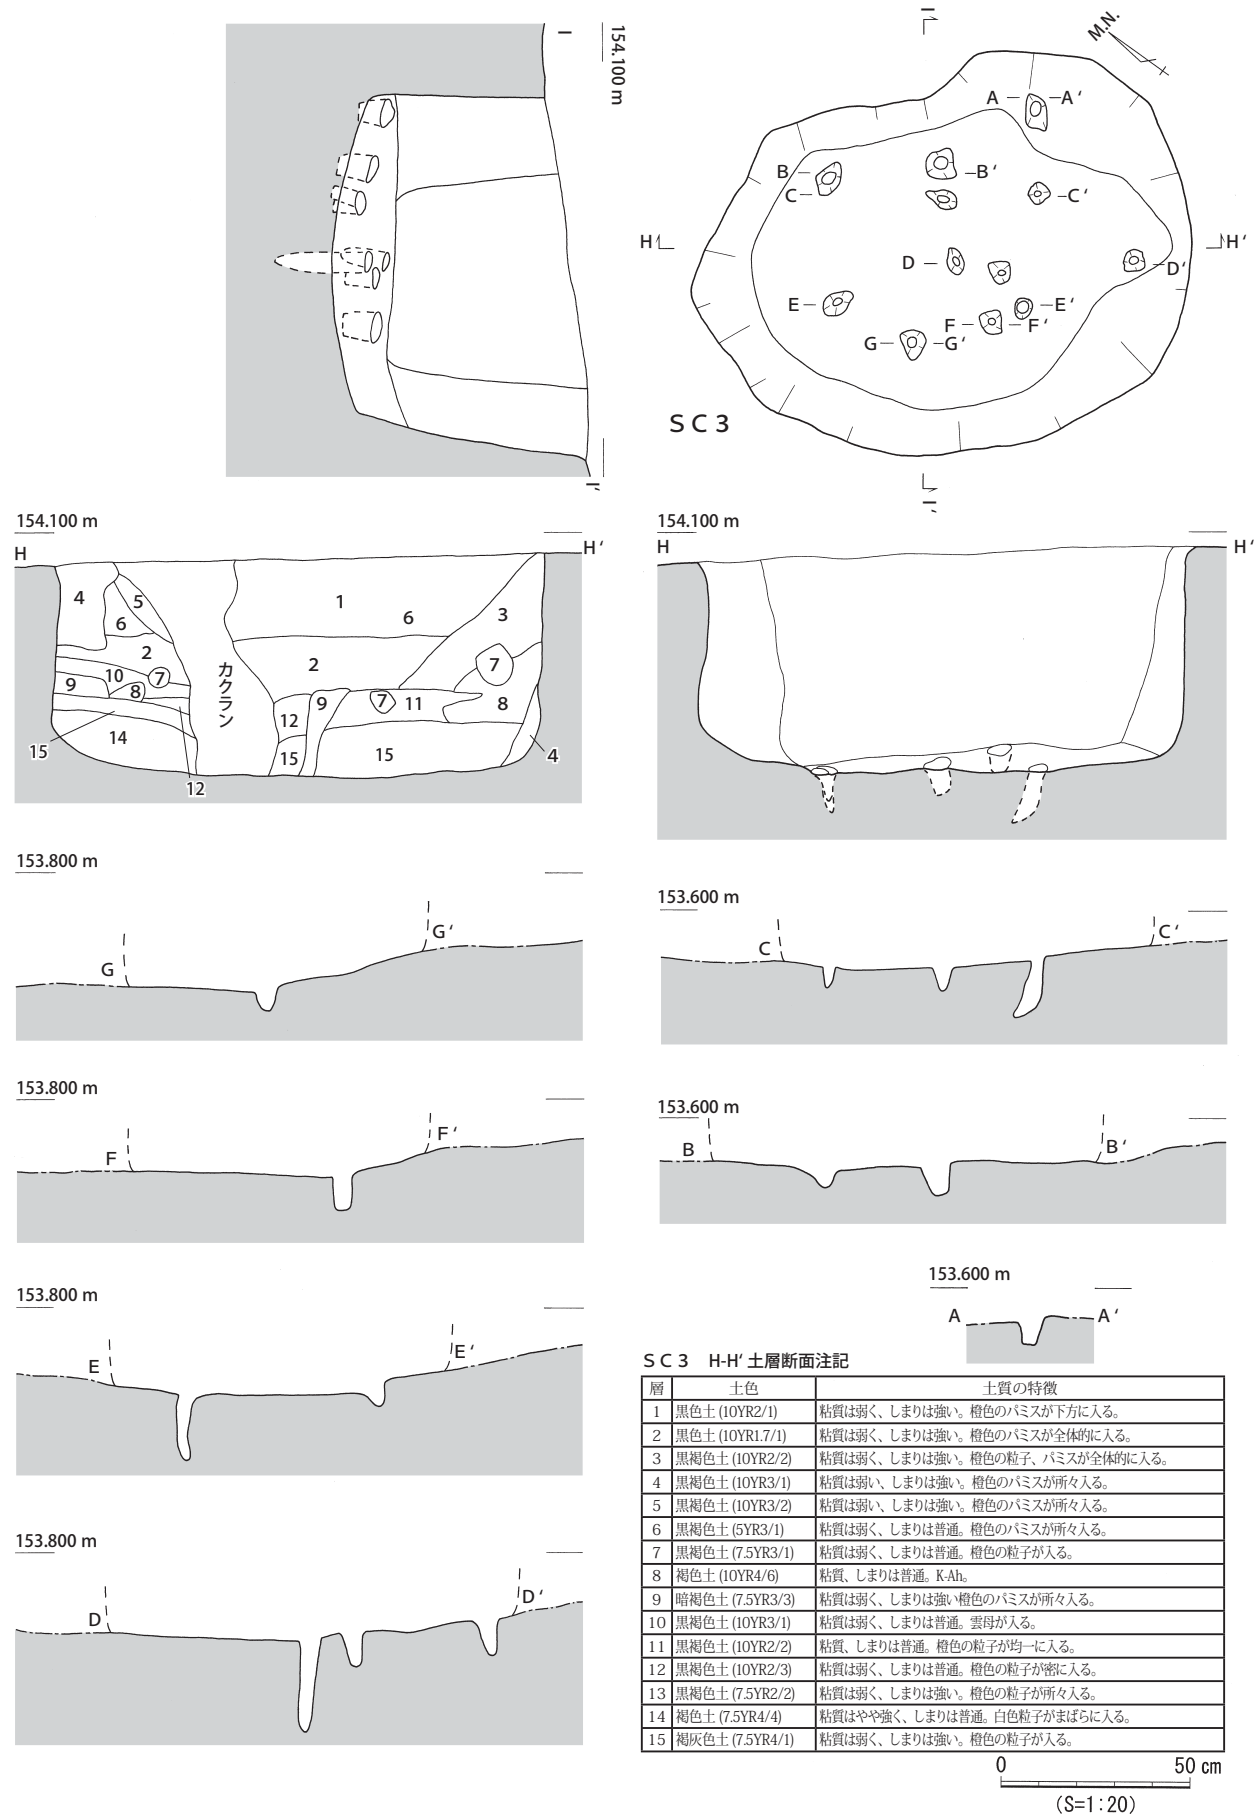 I
154.100 m
I'
I
M.N.
A A'
B B'
C C'
H H'
D D'
E E'
F F'
G G'
SC3
I'
154.100 m
H H'
4 5 6 1 6 3
2 2 7
9 10 8 7 カクラン 12 9 7 11 8
15 14 12 15 15 4
154.100 m
H H'
153.800 m
G G'
153.600 m
C C'
153.800 m
F F'
153.600 m
B B'
153.800 m
E E'
153.600 m
A A'
153.800 m
D D'
SC3 H-H' 土層断面注記
層 土色 土質の特徴
1 黒色土 (10YR2/1) 粘質は弱く、しまりは強い。橙色のパミスが下方に入る。
2 黒色土 (10YR1.7/1) 粘質は弱く、しまりは強い。橙色のパミスが全体的に入る。
3 黒褐色土 (10YR2/2) 粘質は弱く、しまりは強い。橙色の粒子、パミスが全体的に入る。
4 黒褐色土 (10YR3/1) 粘質は弱い、しまりは強い。橙色のパミスが所々入る。
5 黒褐色土 (10YR3/2) 粘質は弱い、しまりは強い。橙色のパミスが所々入る。
6 黒褐色土 (5YR3/1) 粘質は弱く、しまりは普通。橙色のパミスが所々入る。
7 黒褐色土 (7.5YR3/1) 粘質は弱く、しまりは普通。橙色の粒子が入る。
8 褐色土 (10YR4/6) 粘質、しまりは普通。K-Ah。
9 暗褐色土 (7.5YR3/3) 粘質は弱く、しまりは強い橙色のパミスが所々入る。
10 黒褐色土 (10YR3/1) 粘質は弱く、しまりは普通。雲母が入る。
11 黒褐色土 (10YR2/2) 粘質、しまりは普通。橙色の粒子が均一に入る。
12 黒褐色土 (10YR2/3) 粘質は弱く、しまりは普通。橙色の粒子が密に入る。
13 黒褐色土 (7.5YR2/2) 粘質は弱く、しまりは強い。橙色の粒子が所々入る。
14 褐色土 (7.5YR4/4) 粘質はやや強く、しまりは普通。白色粒子がまばらに入る。
15 褐灰色土 (7.5YR4/1) 粘質は弱く、しまりは強い。橙色の粒子が入る。
0 50 cm
(S=1:20)